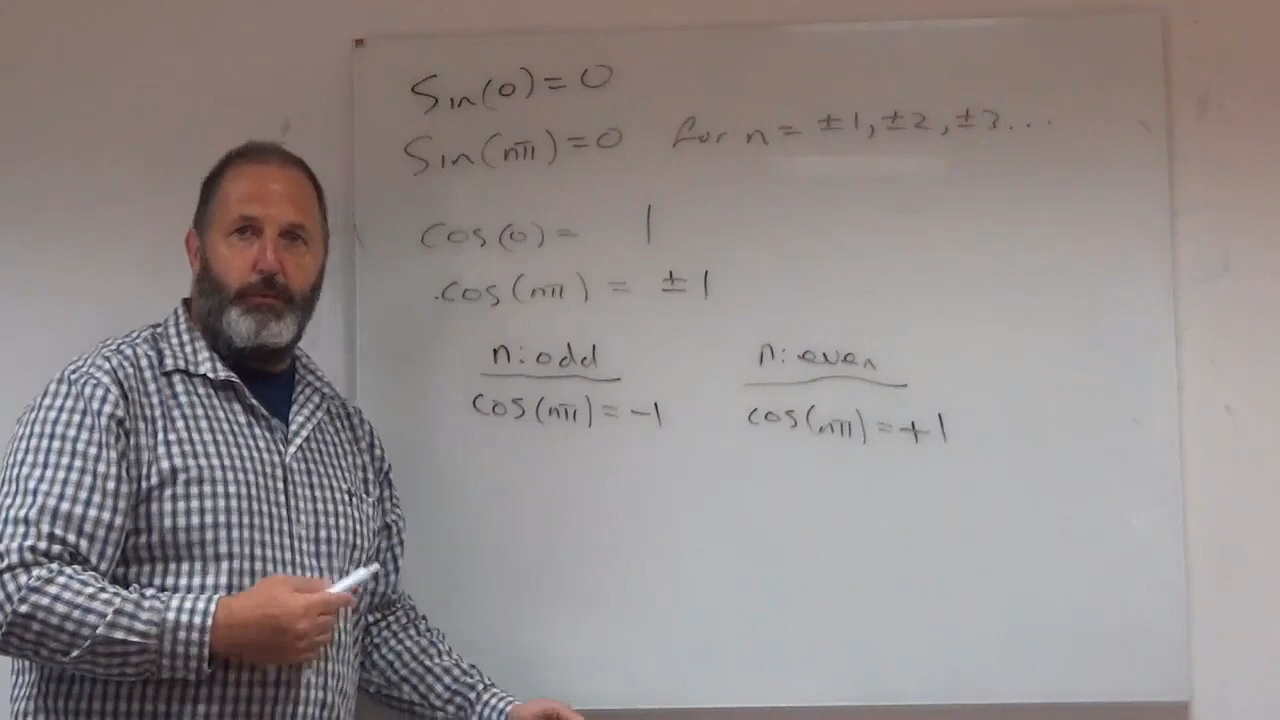 Sin(0)=0
Sin(nπ)=0 for n= ±1, ±2, ±3...
cos(0)= 1
.cos(nπ) = ±1
n:odd n:even
cos(nπ)=-1 cos(nπ)=+1